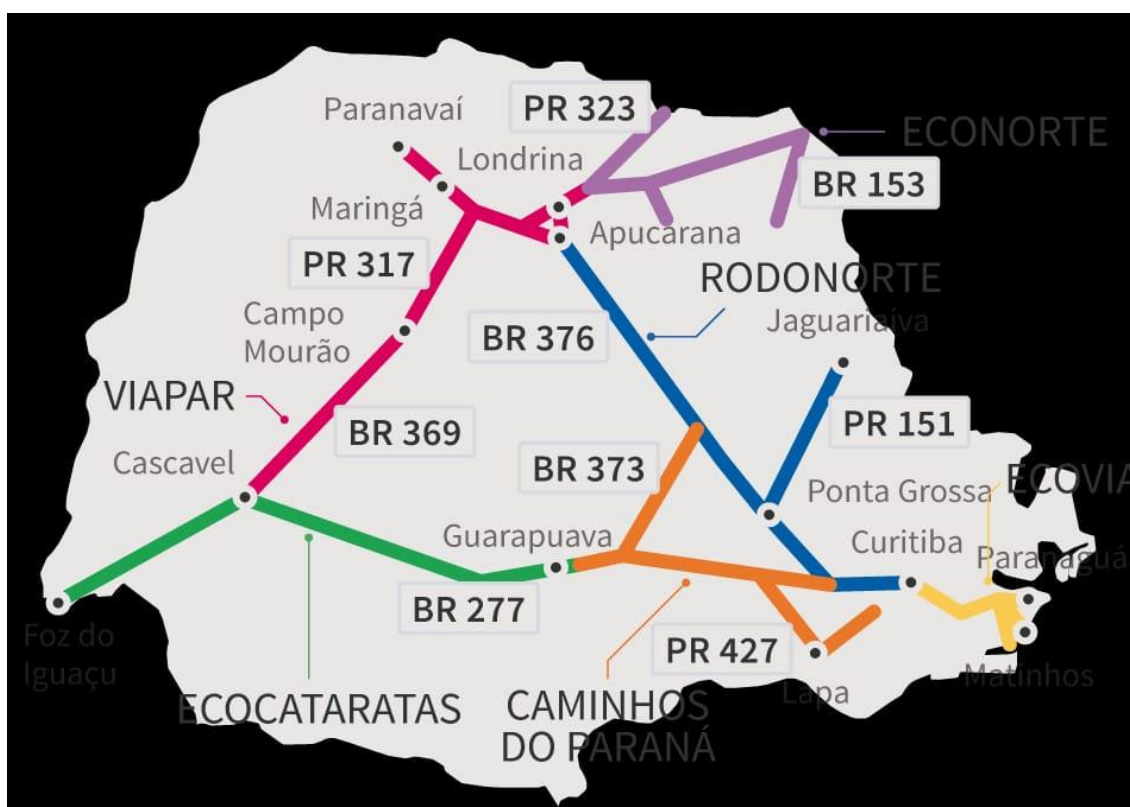 PR 323
Paranavaí
ECONORTE
Londrina
BR 153
Maringá
Apucarana
PR 317
RODONORTE
Campo
Mourão
BR 376
Jaguariaíva
VIAPAR
PR 151
BR 369
Cascavel
BR 373
Ponta Grossa
ECOVIA
Guarapuava
Curitiba
Paranaguá
BR 277
Foz do
Iguaçu
PR 427
Matinhos
Lapa
ECOCATARATAS
CAMINHOS
DO PARANÁ